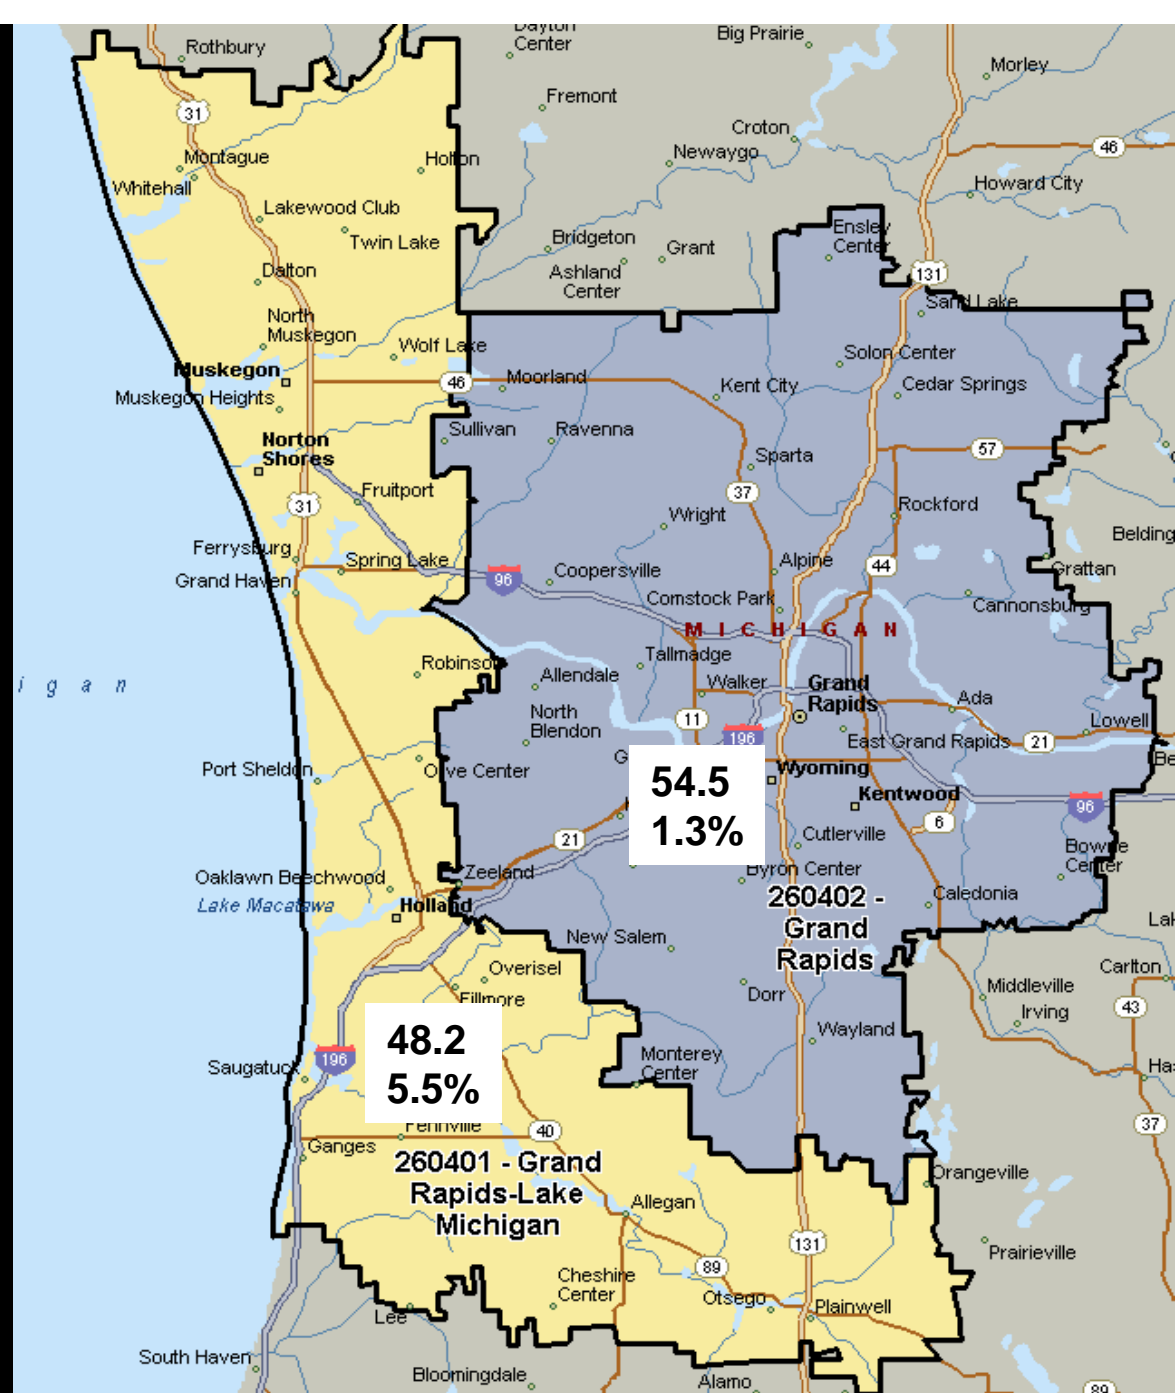 Dayton
Center
Big Prairie
Rothbury
Morley
Fremont
31
Croton
46
Montague
Holton
Newaygo
Whitehall
Howard City
Lakewood Club
Twin Lake
Bridgeton
Grant
Ensley
Center
Ashland
Center
Dalton
131
North
Muskegon
Sand Lake
Wolf Lake
Solon Center
Muskegon
46
Moorland
Kent City
Cedar Springs
Muskegon Heights
Norton
Shores
Sullivan
Ravenna
57
Sparta
Fruitport
37
31
Wright
Rockford
Belding
Ferrysburg
Spring Lake
Grand Haven
96
Coopersville
Alpine
44
Grattan
Comstock Park
Cannonsburg
MICHIGAN
Robinson
Tallmadge
Allendale
Walker
Grand
Rapids
i g a n
Ada
North
Blendon
11
196
East Grand Rapids
21
Lowell
Port Sheldon
Olive Center
G
54.5
1.3%
Wyoming
Kentwood
96
6
21
Cutlerville
Bowne
Center
Zeeland
Byron Center
Oaklawn Beechwood
Lake Macatawa
Holland
260402 -
Grand
Rapids
Caledonia
New Salem
Overisel
Carlton
Fillmore
Dorr
Middleville
Irving
43
48.2
5.5%
Wayland
196
Saugatuck
Monterey
Center
Fennville
40
37
Ganges
260401 - Grand
Rapids-Lake
Michigan
Orangeville
Allegan
131
Prairieville
89
Cheshire
Center
Otsego
Plainwell
Lee
South Haven
Bloomingdale
Alamo
89